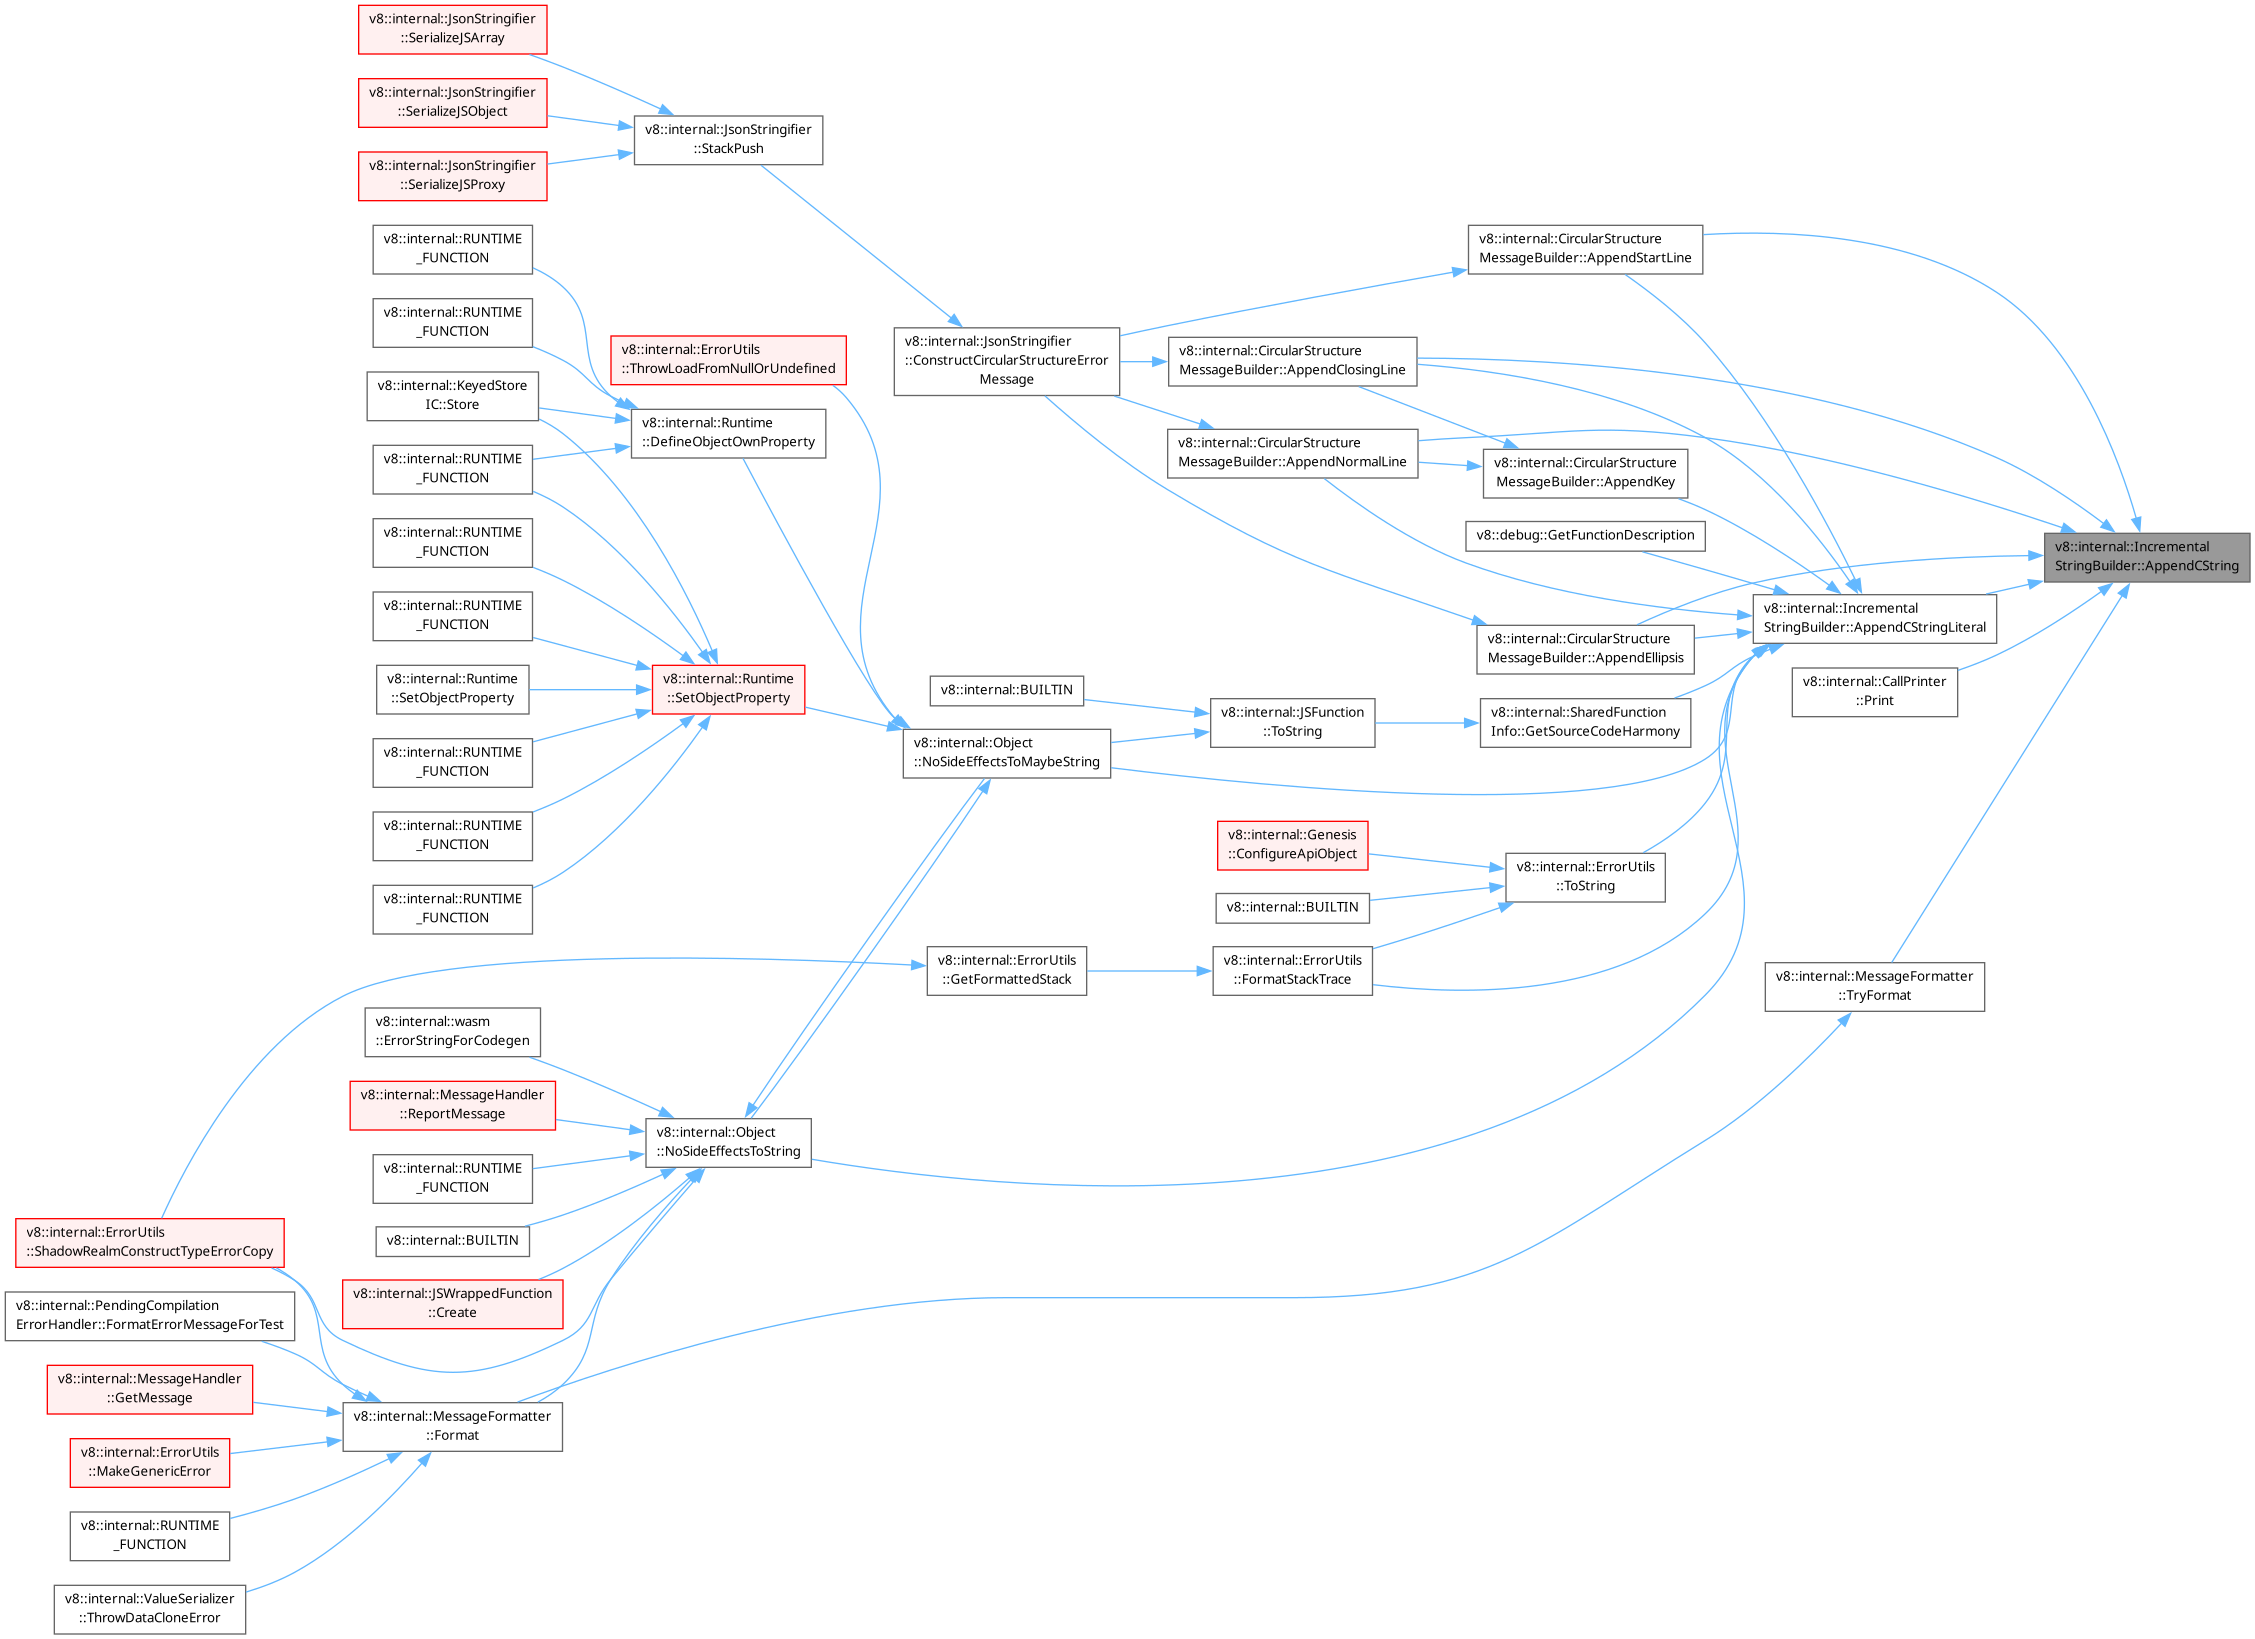 v8::internal::JsonStringifier
::SerializeJSArray
v8::internal::JsonStringifier
::SerializeJSObject
v8::internal::JsonStringifier
::SerializeJSProxy
v8::internal::JsonStringifier
::StackPush
v8::internal::RUNTIME
_FUNCTION
v8::internal::RUNTIME
_FUNCTION
v8::internal::KeyedStore
IC::Store
v8::internal::RUNTIME
_FUNCTION
v8::internal::RUNTIME
_FUNCTION
v8::internal::RUNTIME
_FUNCTION
v8::internal::Runtime
::SetObjectProperty
v8::internal::RUNTIME
_FUNCTION
v8::internal::RUNTIME
_FUNCTION
v8::internal::RUNTIME
_FUNCTION
v8::internal::ErrorUtils
::ThrowLoadFromNullOrUndefined
v8::internal::Runtime
::DefineObjectOwnProperty
v8::internal::Runtime
::SetObjectProperty
v8::internal::JsonStringifier
::ConstructCircularStructureError
Message
v8::internal::CircularStructure
MessageBuilder::AppendStartLine
v8::internal::CircularStructure
MessageBuilder::AppendClosingLine
v8::internal::CircularStructure
MessageBuilder::AppendNormalLine
v8::internal::CircularStructure
MessageBuilder::AppendKey
v8::debug::GetFunctionDescription
v8::internal::Incremental
StringBuilder::AppendCString
v8::internal::Incremental
StringBuilder::AppendCStringLiteral
v8::internal::CircularStructure
MessageBuilder::AppendEllipsis
v8::internal::CallPrinter
::Print
v8::internal::BUILTIN
v8::internal::JSFunction
::ToString
v8::internal::SharedFunction
Info::GetSourceCodeHarmony
v8::internal::Object
::NoSideEffectsToMaybeString
v8::internal::Genesis
::ConfigureApiObject
v8::internal::BUILTIN
v8::internal::ErrorUtils
::ToString
v8::internal::ErrorUtils
::GetFormattedStack
v8::internal::ErrorUtils
::FormatStackTrace
v8::internal::MessageFormatter
::TryFormat
v8::internal::wasm
::ErrorStringForCodegen
v8::internal::MessageHandler
::ReportMessage
v8::internal::RUNTIME
_FUNCTION
v8::internal::BUILTIN
v8::internal::JSWrappedFunction
::Create
v8::internal::Object
::NoSideEffectsToString
v8::internal::ErrorUtils
::ShadowRealmConstructTypeErrorCopy
v8::internal::PendingCompilation
ErrorHandler::FormatErrorMessageForTest
v8::internal::MessageHandler
::GetMessage
v8::internal::ErrorUtils
::MakeGenericError
v8::internal::RUNTIME
_FUNCTION
v8::internal::ValueSerializer
::ThrowDataCloneError
v8::internal::MessageFormatter
::Format